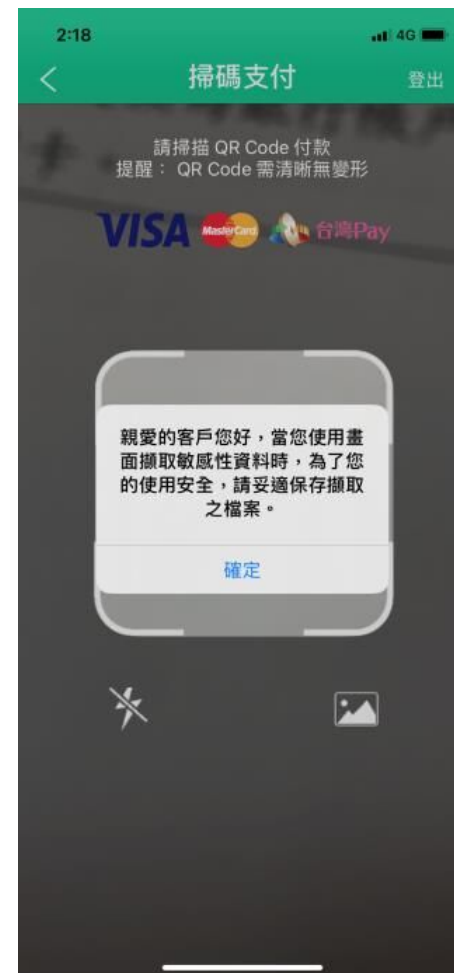 2:18
4G
掃碼支付
登出
請掃描 QR Code 付款
提醒： QR Code 需清晰無變形
VISA MasterCard 台灣Pay
親愛的客戶您好，當您使用畫
面擷取敏感性資料時，為了您
的使用安全，請妥適保存擷取
之檔案。
確定